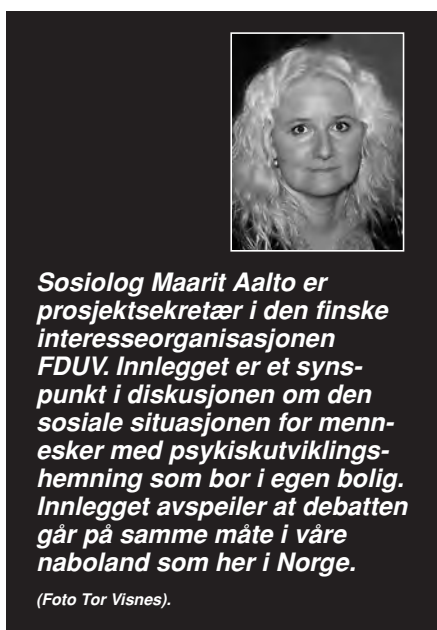 Sosiolog Maarit Aalto er
prosjektsekretær i den finske
interesseorganisasjonen
FDUV. Innlegget er et syns-
punkt i diskusjonen om den
sosiale situasjonen for menn-
esker med psykiskutviklings-
hemning som bor i egen bolig.
Innlegget avspeiler at debatten
går på samme måte i våre
naboland som her i Norge.
(Foto Tor Visnes).